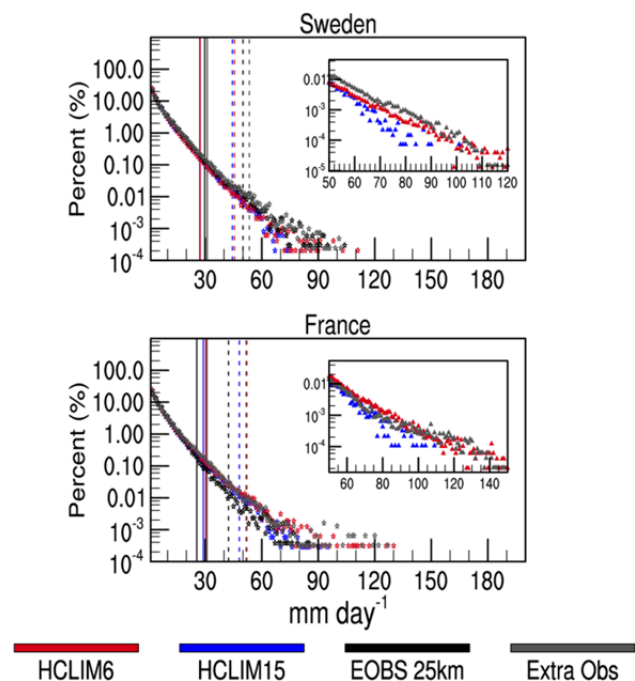 Sweden
Percent (%)
100.0
10.00
1.00
0.10
0.01
10-3
10-4
30 60 90 120 150 180
0.01
10-3
10-4
10-5
50 60 70 80 90 100 110 120
France
Percent (%)
100.0
10.00
1.00
0.10
0.01
10-3
10-4
30 60 90 120 150 180
0.01
10-3
10-4
60 80 100 120 140
mm day-1
HCLIM6 HCLIM15 EOBS 25km Extra Obs